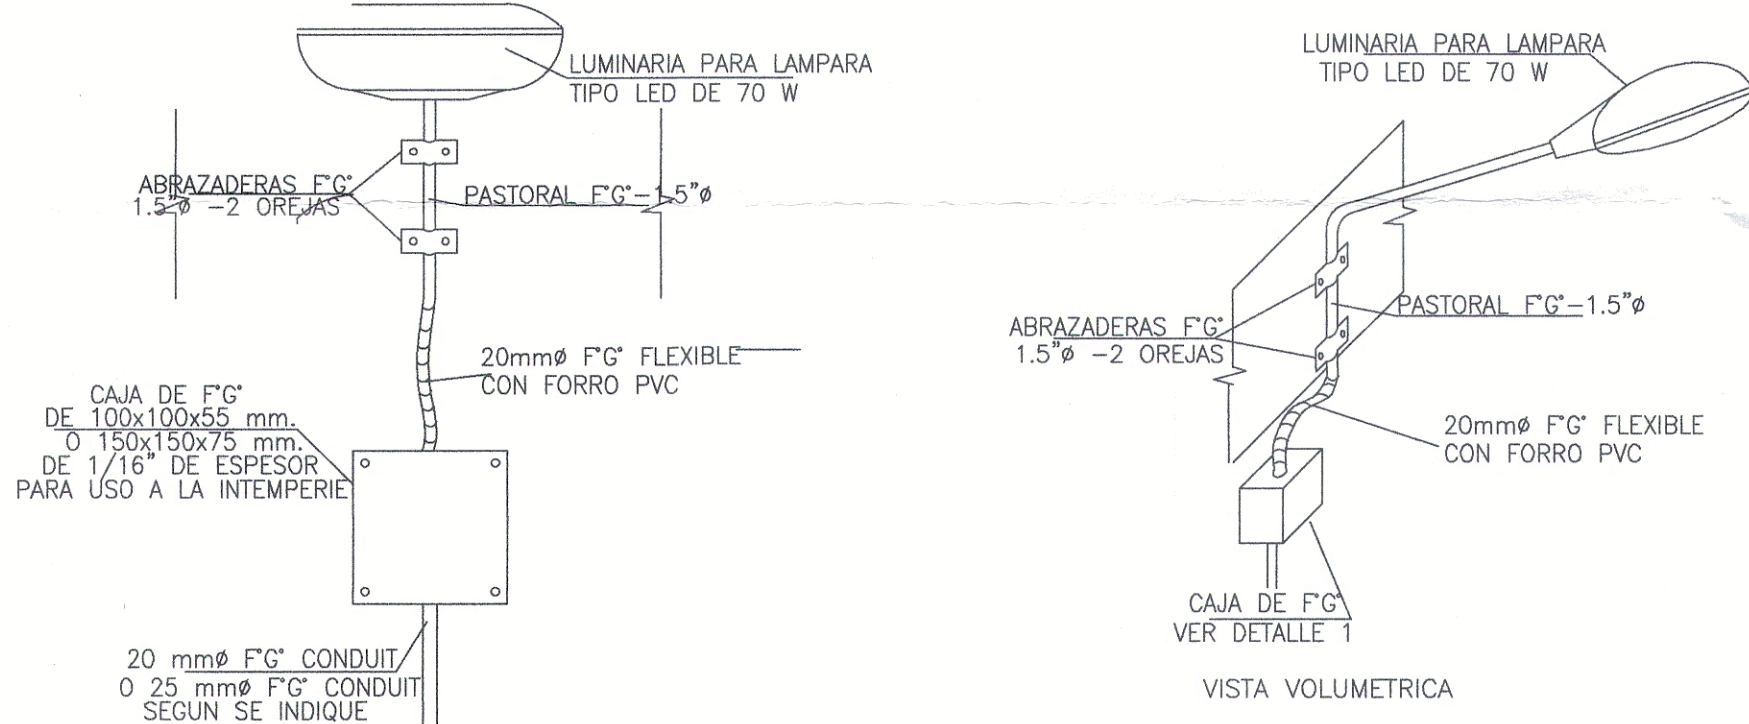 LUMINARIA PARA LAMPARA
TIPO LED DE 70 W
ABRAZADERAS F°G°
1.5"ø -2 OREJAS
PASTORAL F°G°-1.5"ø
20mmø F°G° FLEXIBLE
CON FORRO PVC
CAJA DE F°G°
DE 100x100x55 mm.
O 150x150x75 mm.
DE 1/16" DE ESPESOR
PARA USO A LA INTEMPERIE
20 mmø F°G° CONDUIT
O 25 mmø F°G° CONDUIT
SEGUN SE INDIQUE
LUMINARIA PARA LAMPARA
TIPO LED DE 70 W
PASTORAL F°G°-1.5"ø
ABRAZADERAS F°G°
1.5"ø -2 OREJAS
20mmø F°G° FLEXIBLE
CON FORRO PVC
CAJA DE F°G°
VER DETALLE 1
VISTA VOLUMETRICA